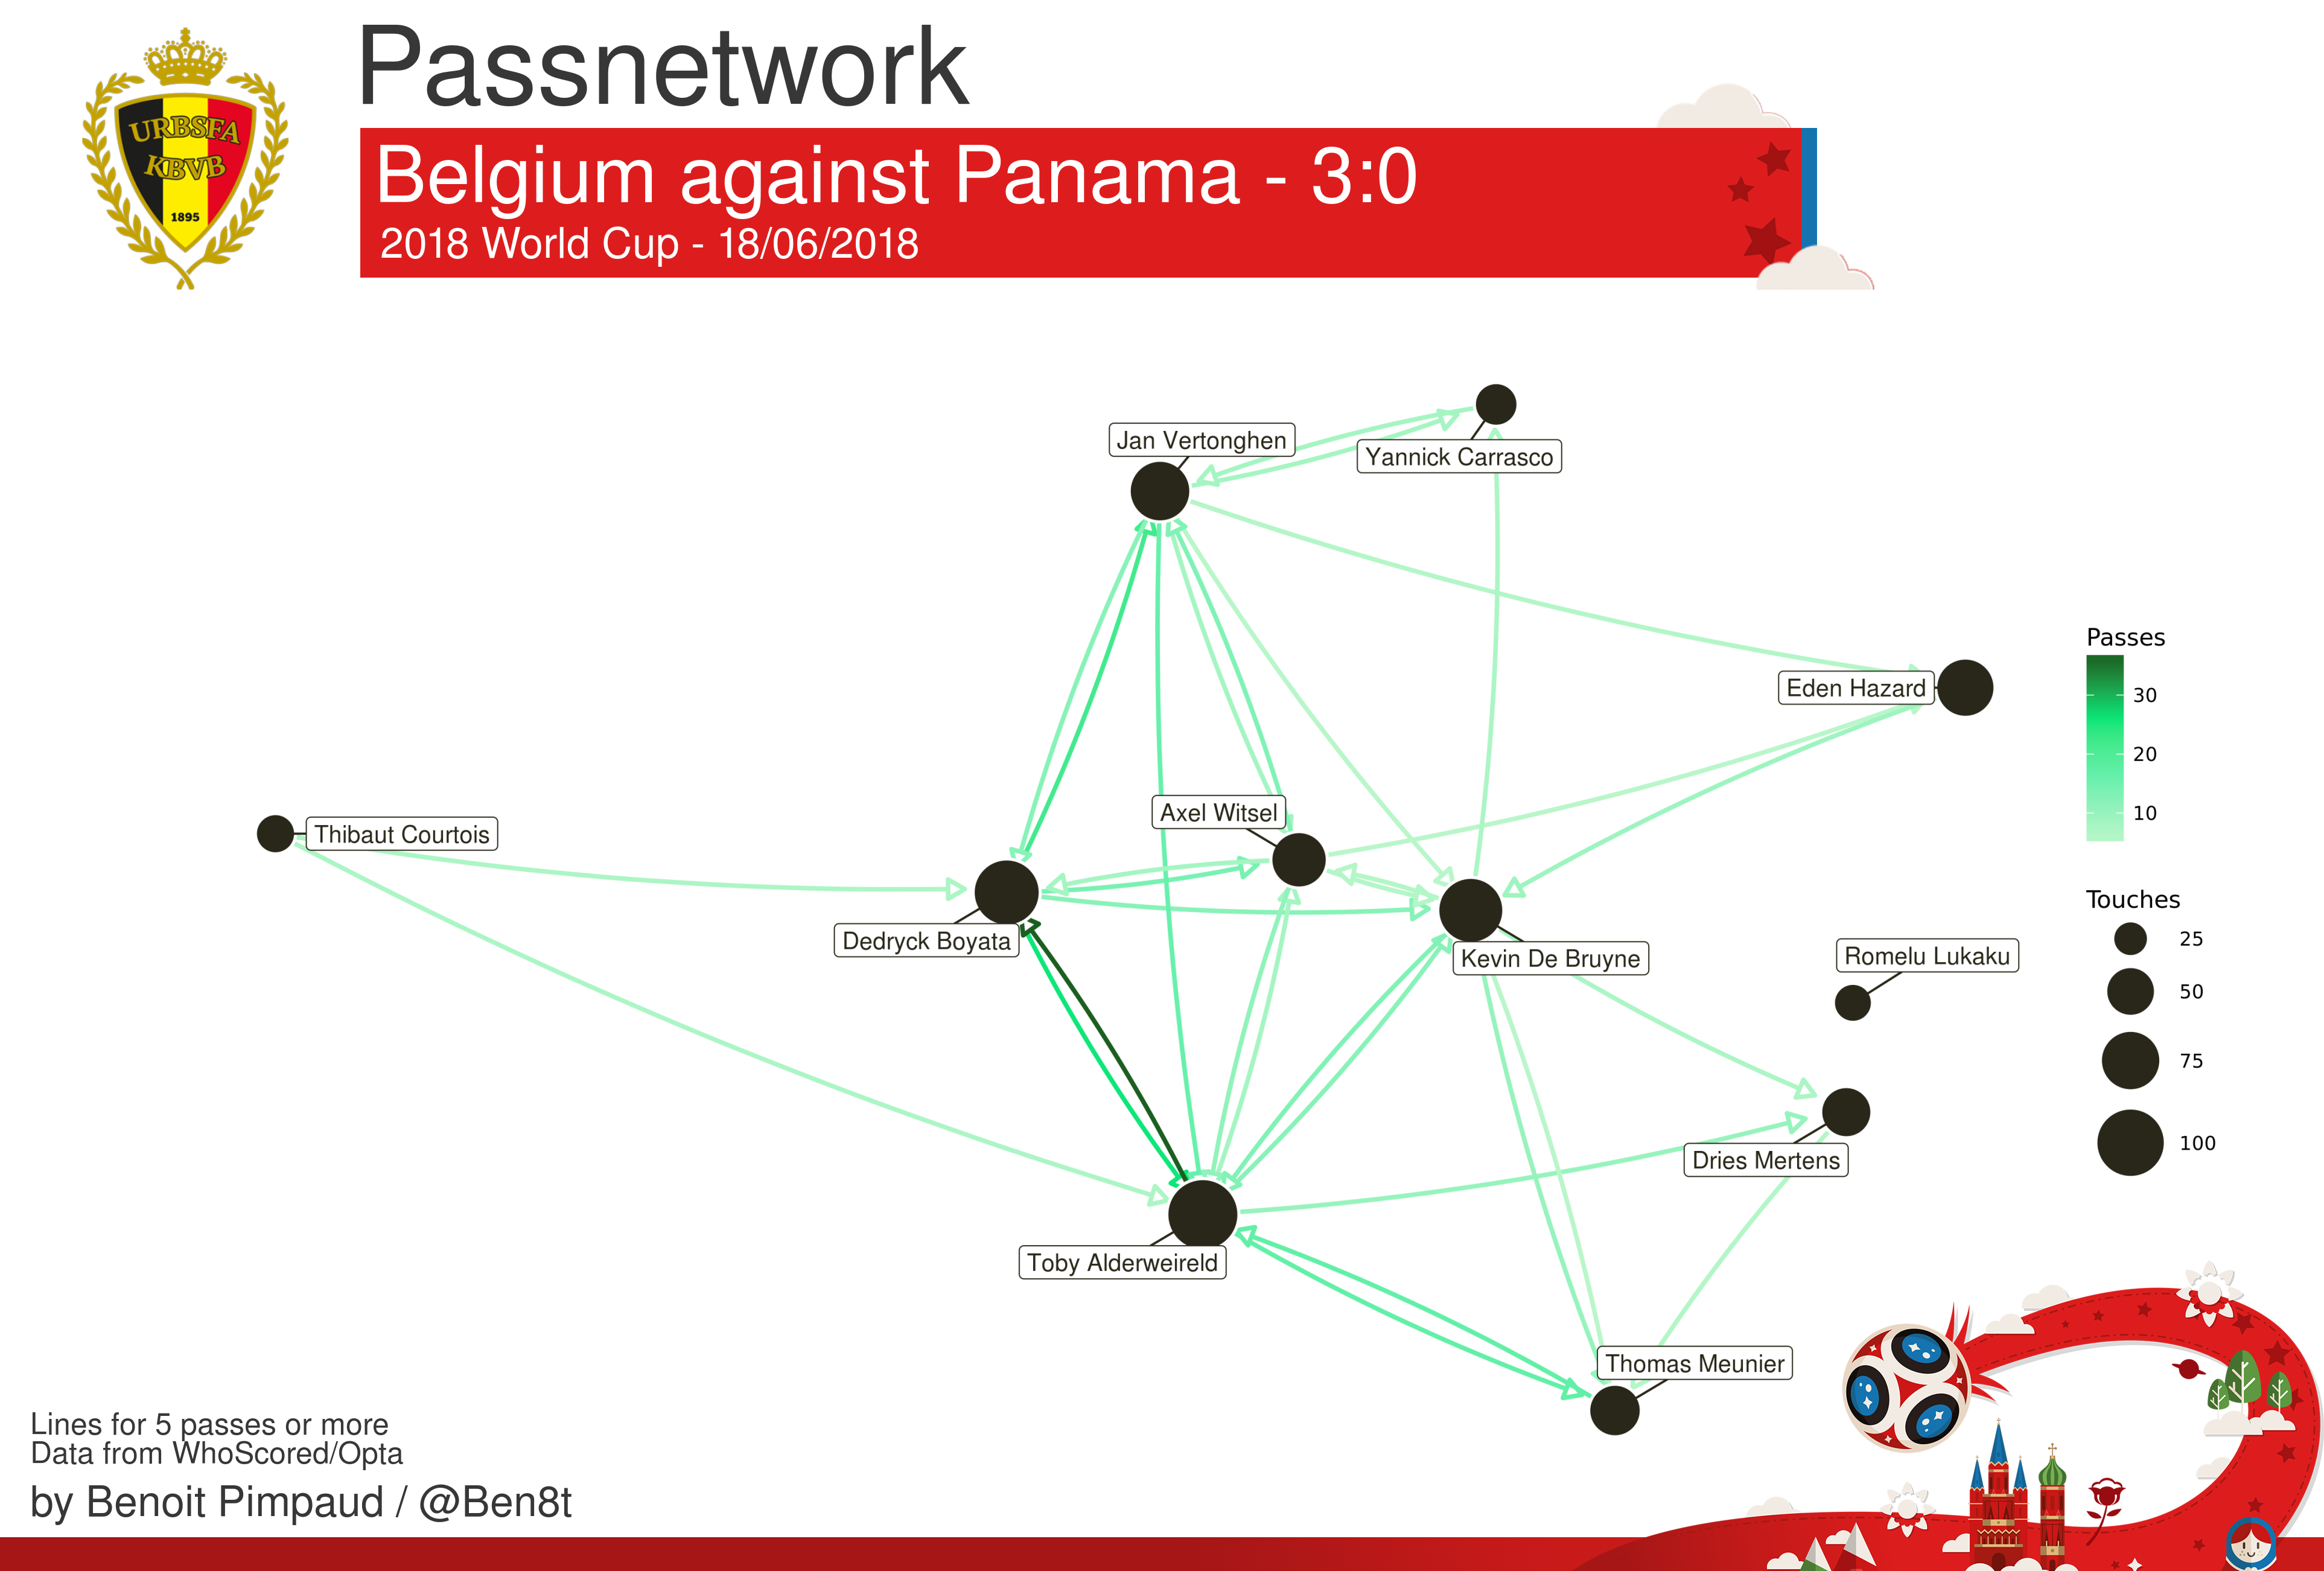 Passnetwork
Belgium against Panama - 3:0
2018 World Cup - 18/06/2018
URBSFA
KBVB
1895
Jan Vertonghen
Yannick Carrasco
Eden Hazard
Axel Witsel
Thibaut Courtois
Dedryck Boyata
Kevin De Bruyne
Romelu Lukaku
Dries Mertens
Toby Alderweireld
Thomas Meunier
Passes
30
20
10
Touches
25
50
75
100
Lines for 5 passes or more
Data from WhoScored/Opta
by Benoit Pimpaud / @Ben8t